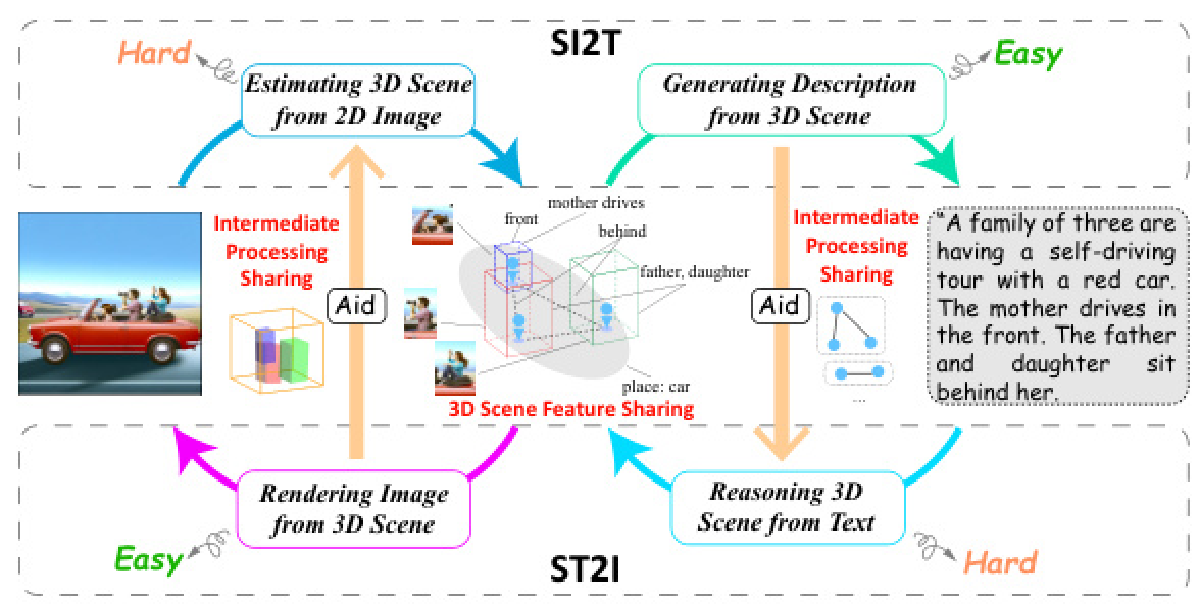 SI2T
Hard
Estimating 3D Scene
from 2D Image
Generating Description
from 3D Scene
Easy
Intermediate
Processing
Sharing
Aid
front
mother drives
behind
father, daughter
place: car
3D Scene Feature Sharing
Intermediate
Processing
Sharing
Aid
...
“A family of three are
having a self-driving
tour with a red car.
The mother drives in
the front. The father
and daughter sit
behind her.
Rendering Image
from 3D Scene
Easy
Reasoning 3D
Scene from Text
Hard
ST2I